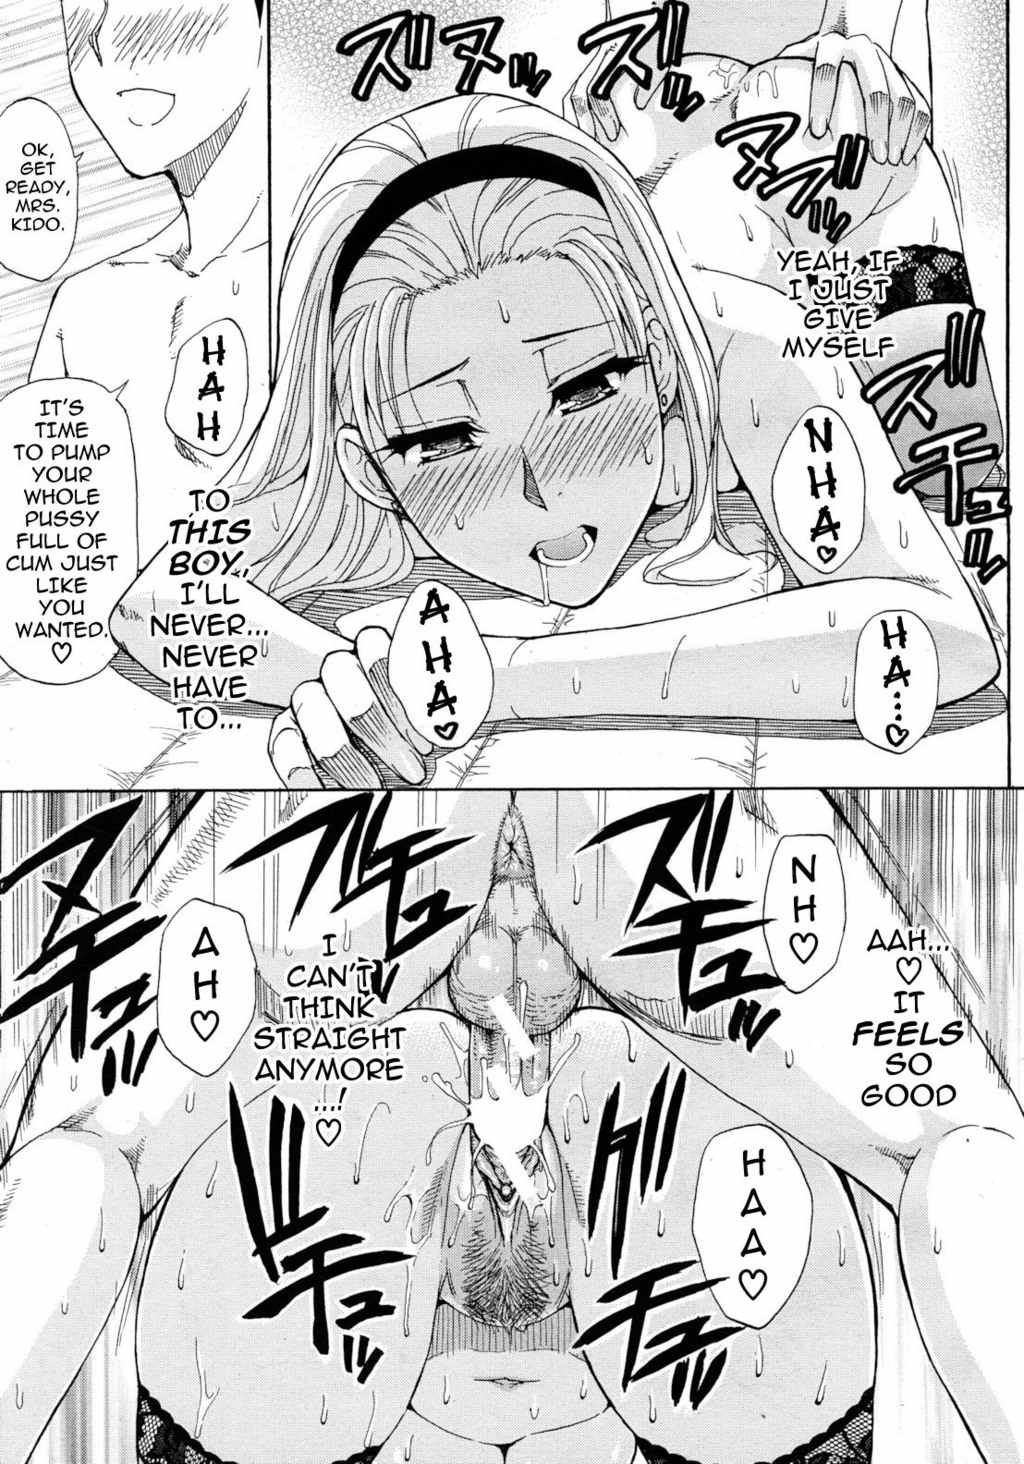 YEAH, IF
I JUST
GIVE
MYSELF
NHA♡
HA...♡
AHA♡
HAH
TO
THIS
BOY,
I'LL
NEVER...
NEVER
HAVE
TO...
OK,
GET
READY,
MRS.
KIDO.
IT'S
TIME
TO PUMP
YOUR
WHOLE
PUSSY
FULL OF
CUM JUST
LIKE
YOU
WANTED.
♡
NH♡
AAH...
♡
IT
FEELS
SO
GOOD
HAA♡
I
CAN'T
THINK
STRAIGHT
ANYMORE
...!
♡
AH♡